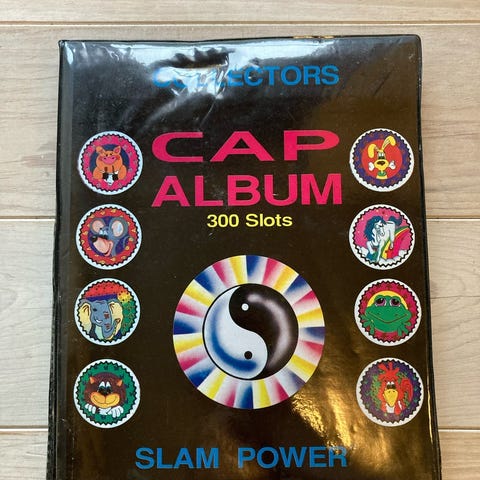 COLLECTORS
CAP
ALBUM
300 Slots
SLAM POWER